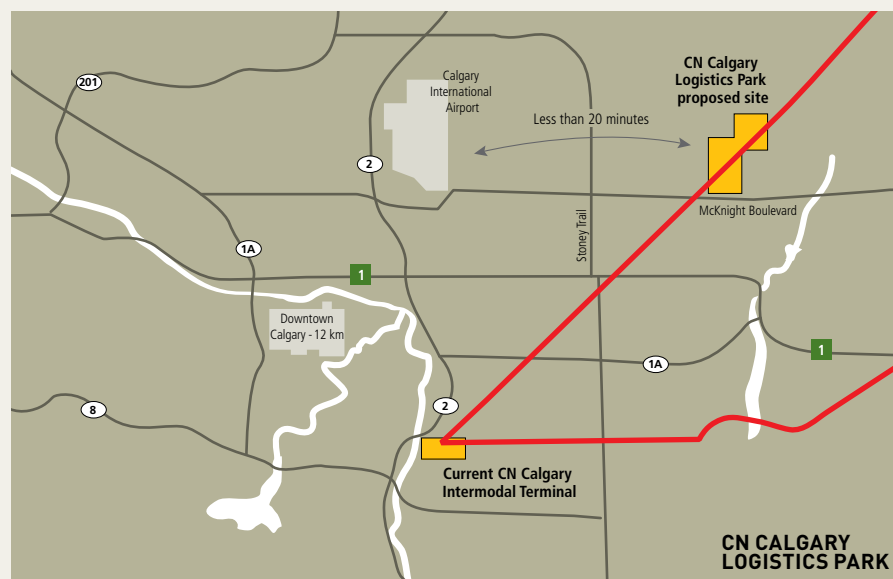 201
Calgary
International
Airport
CN Calgary
Logistics Park
proposed site
Less than 20 minutes
2
McKnight Boulevard
Stoney Trail
1A
1
Downtown
Calgary - 12 km
1A
1
8
2
Current CN Calgary
Intermodal Terminal
CN CALGARY
LOGISTICS PARK